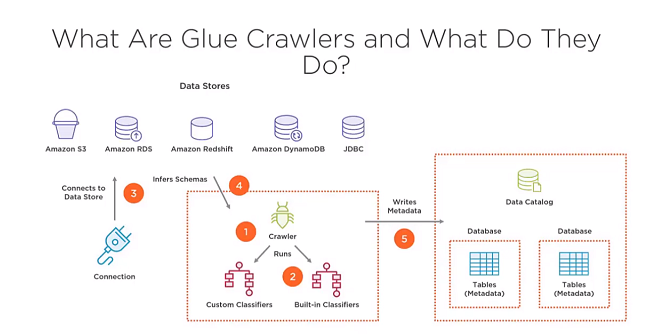 What Are Glue Crawlers and What Do They
Do?
Data Stores
Amazon S3
Amazon RDS
Amazon Redshift
Amazon DynamoDB
JDBC
Connects to
Data Store
3
Infers Schemas
4
Connection
1
Crawler
Runs
2
Custom Classifiers
Built-in Classifiers
Writes
Metadata
5
Data Catalog
Database
Tables
(Metadata)
Database
Tables
(Metadata)